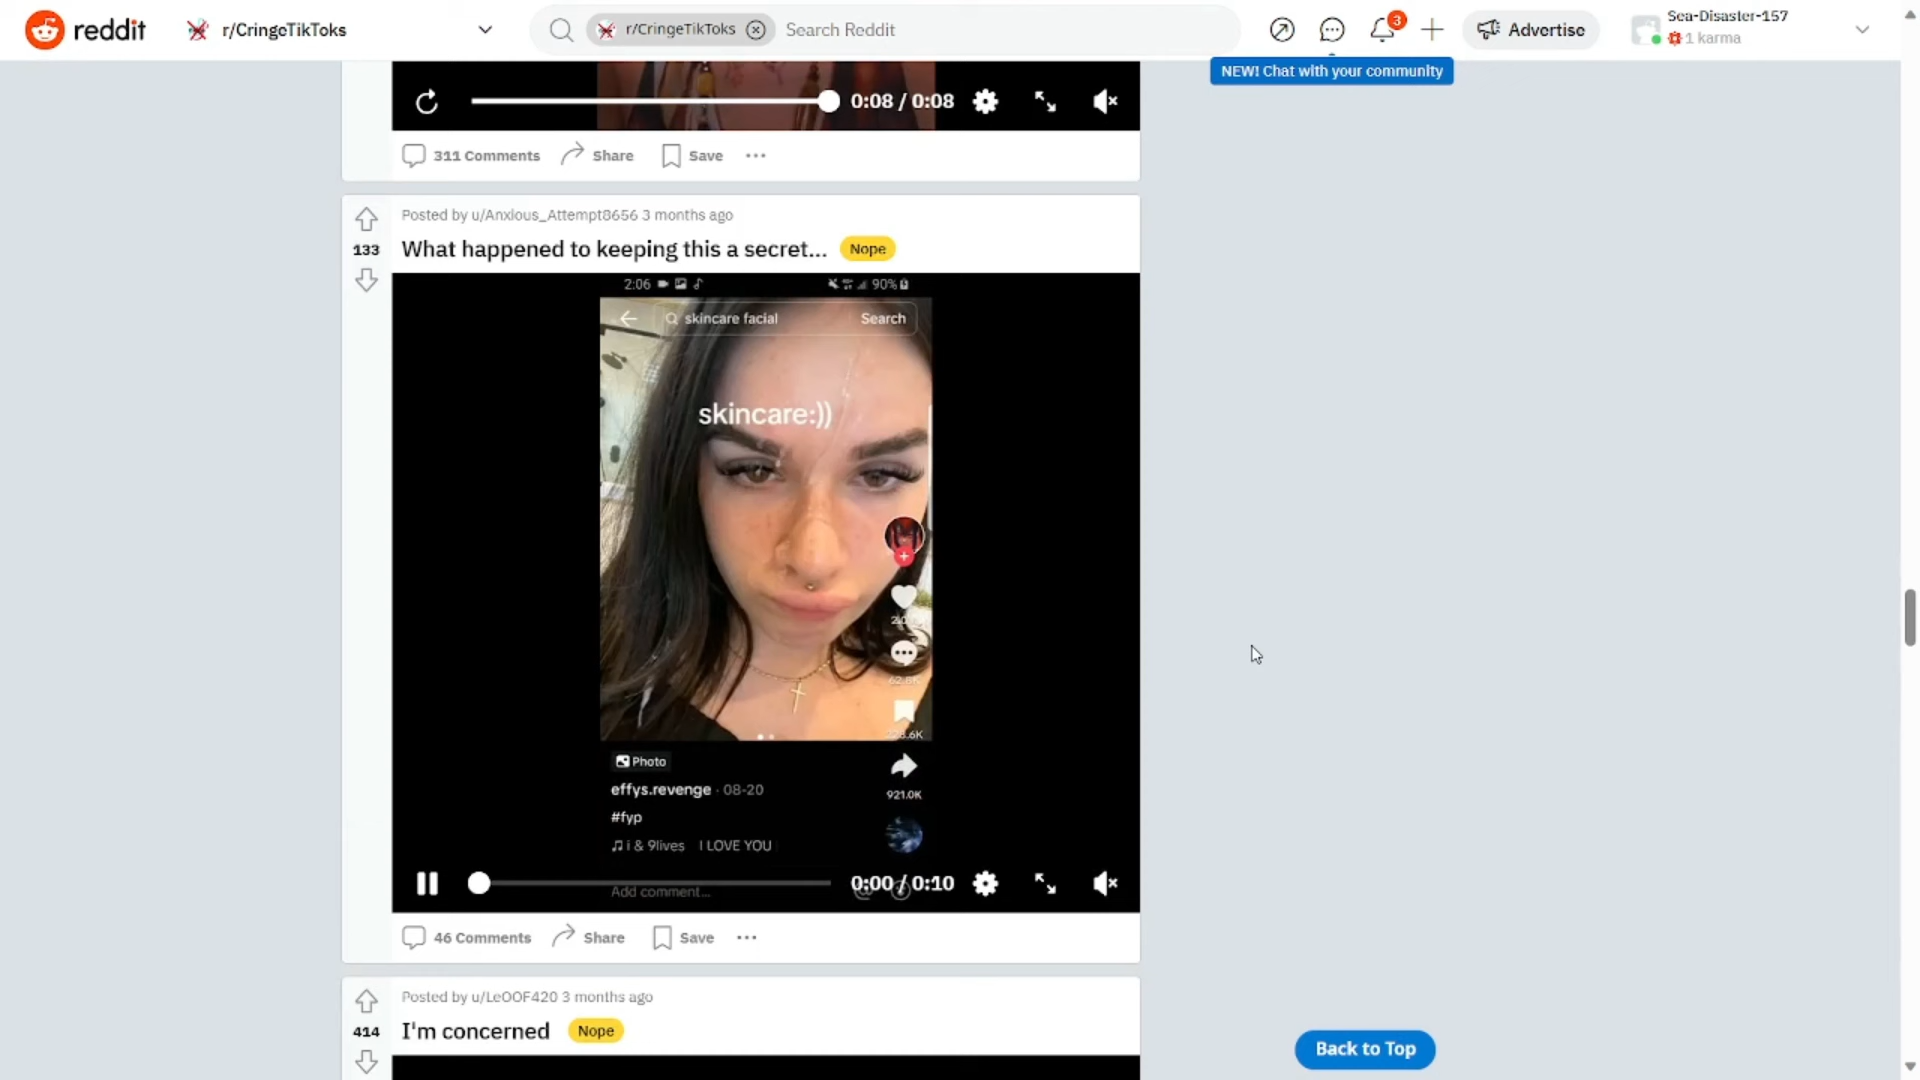 reddit
r/CringeTikToks
r/CringeTikToks
Search Reddit
3
Advertise
Sea-Disaster-157
1 karma
NEW! Chat with your community
0:08 / 0:08
311 Comments
Share
Save
Posted by u/Anxious_Attempt8656 3 months ago
133
What happened to keeping this a secret...
Nope
2:06
90%
skincare facial
Search
skincare:))
62.8K
Photo
effys.revenge · 08-20
921.0K
#fyp
i & 9lives I LOVE YOU
0:00 / 0:10
Add comment...
46 Comments
Share
Save
Posted by u/LeOOF420 3 months ago
414
I'm concerned
Nope
Back to Top